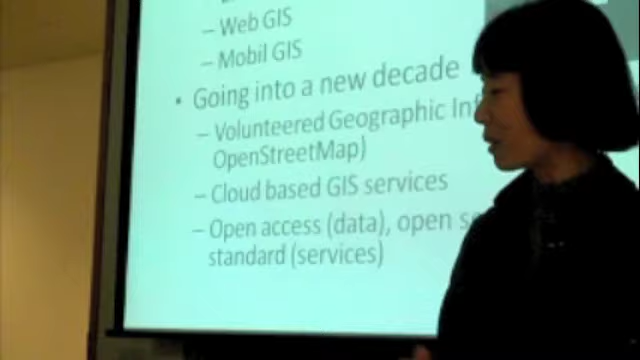 – Web GIS
– Mobil GIS
• Going into a new decade
– Volunteered Geographic
OpenStreetMap)
– Cloud based GIS services
– Open access (data), open
standard (services)